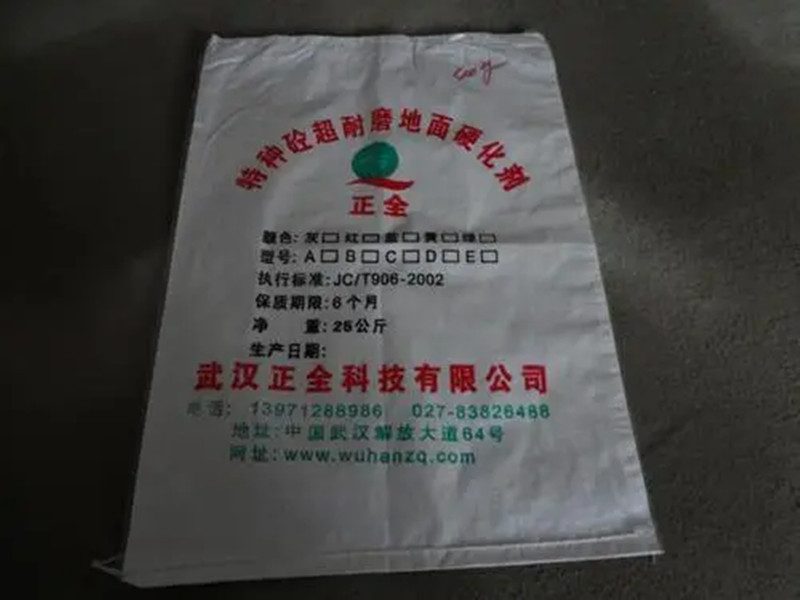 特种砼超耐磨地面硬化剂
正全
颜色:灰□红□蓝□黄□绿□
型号:A□B□C□D□E□
执行标准:JC/T906-2002
保质期限:6个月
净 重:25公斤
生产日期:
武汉正全科技有限公司
电话: 13971288986 027-83826488
地址:中国武汉解放大道64号
网址:www.wuhanzq.com